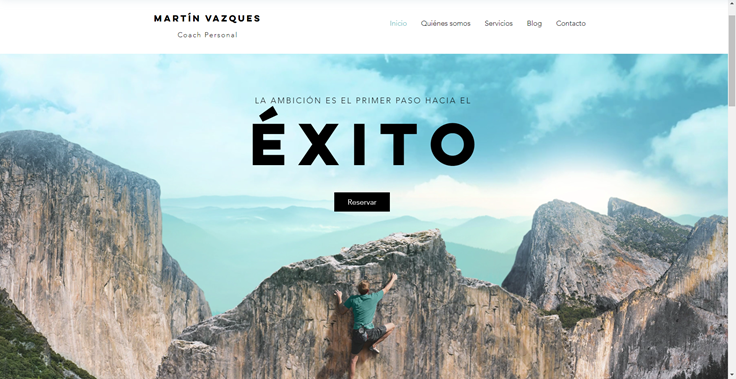 MARTÍN VAZQUES
Coach Personal
Inicio Quiénes somos Servicios Blog Contacto
LA AMBICIÓN ES EL PRIMER PASO HACIA EL
ÉXITO
Reservar